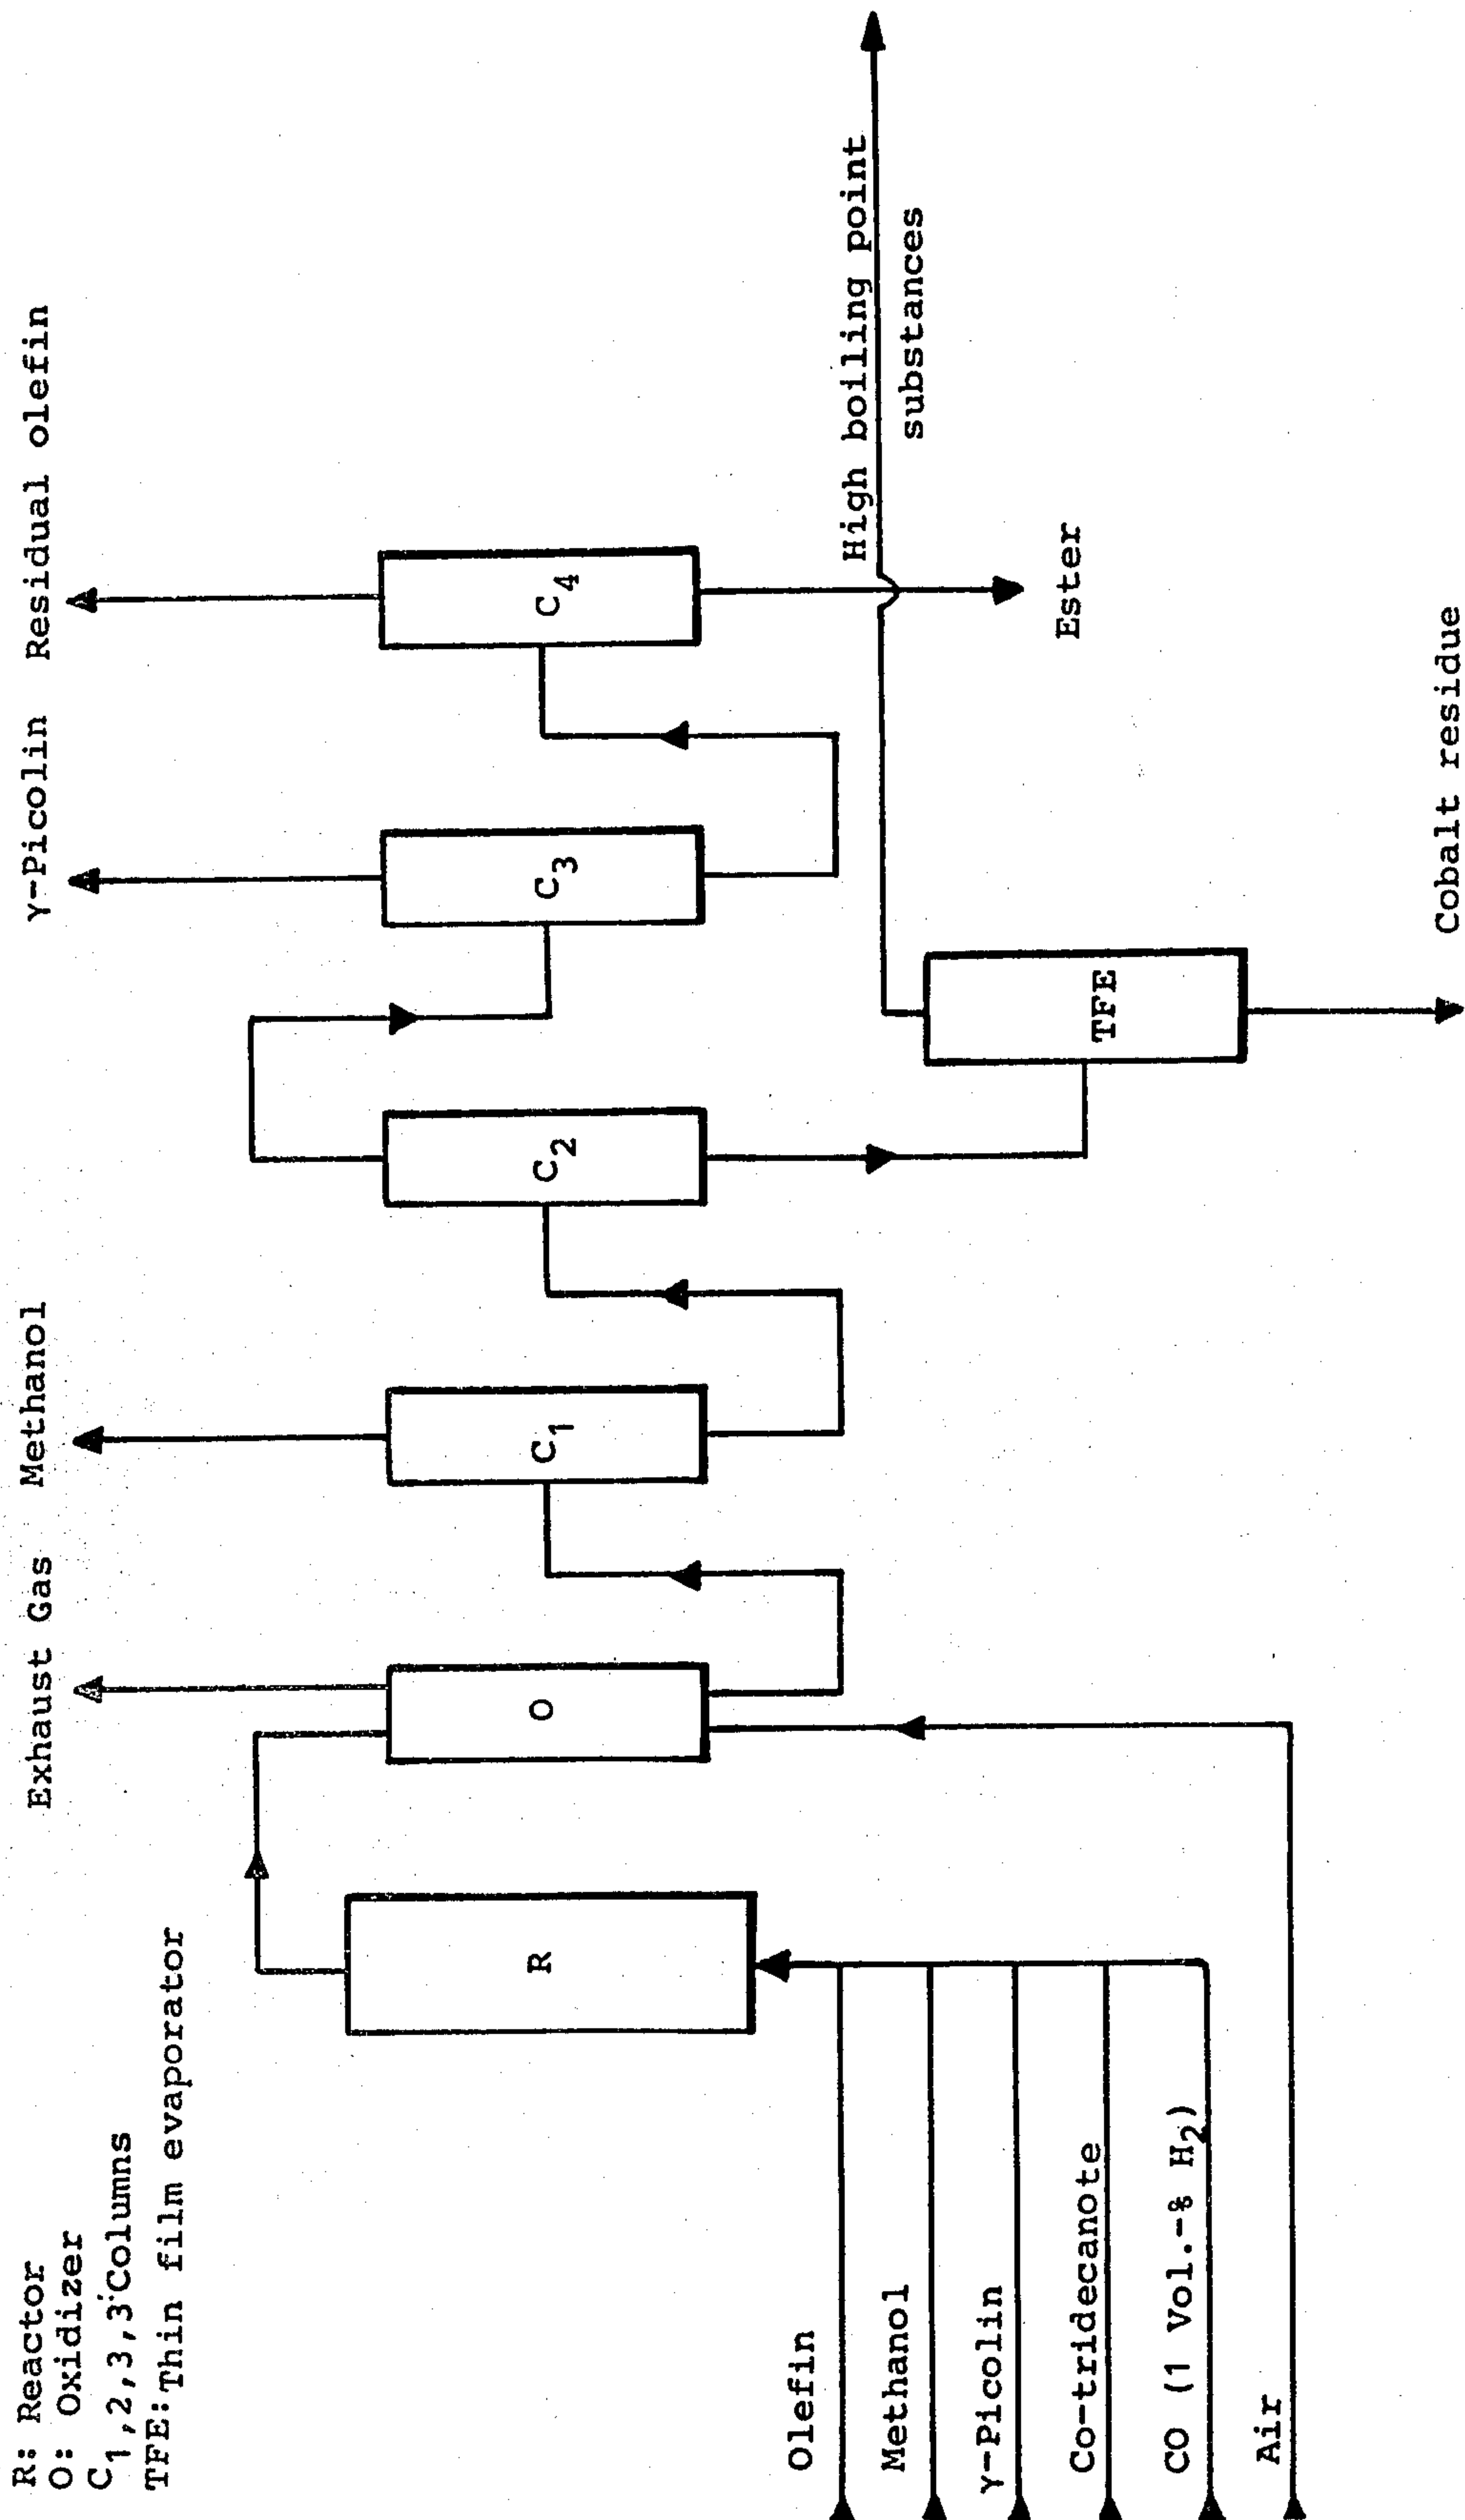 R: Reactor
O: Oxidizer
C1,2,3,3 Columns
TFE: Thin film evaporator
Exhaust Gas
Methanol
γ-Picolin
Residual olefin
R
O
C1
C2
C3
C4
TFE
High boiling point
substances
Ester
Cobalt residue
Olefin
Methanol
γ-Picolin
Co-tridecanote
CO (1 Vol.-% H2)
Air